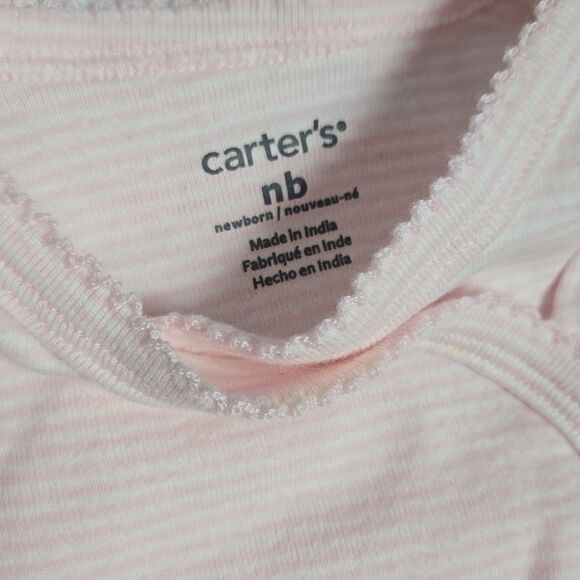 carter's®
nb
newborn / nouveau-né
Made in India
Fabriqué en Inde
Hecho en India